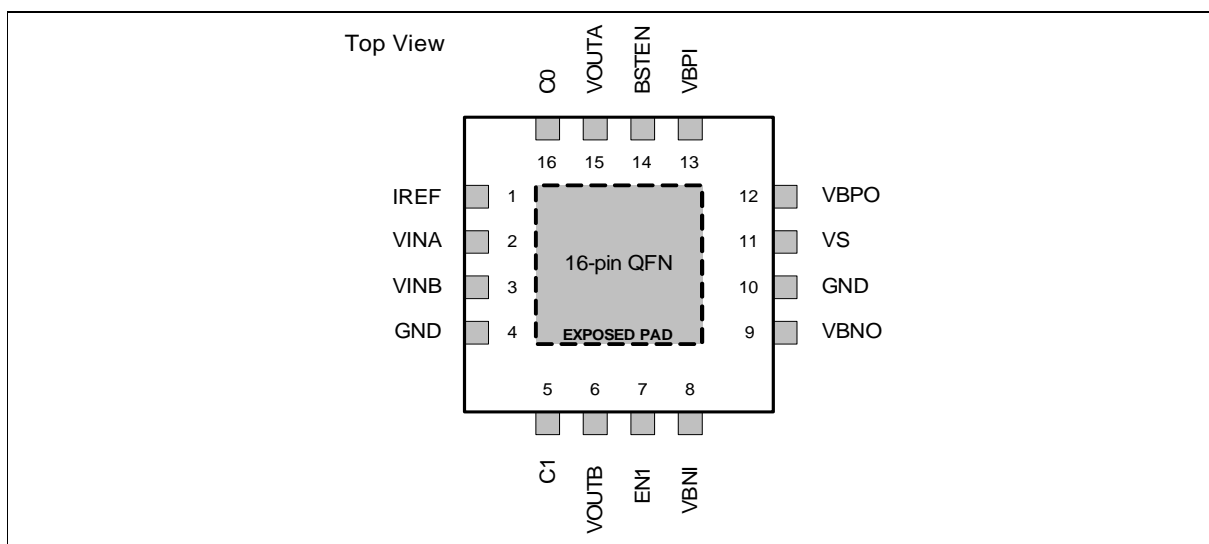 Top View
C0
VOUTA
BSTEN
VBPI
16 15 14 13
IREF 1
VINA 2
VINB 3
GND 4
12 VBPO
11 VS
10 GND
9 VBNO
16-pin QFN
EXPOSED PAD
5 6 7 8
C1
VOUTB
EN1
VBNI